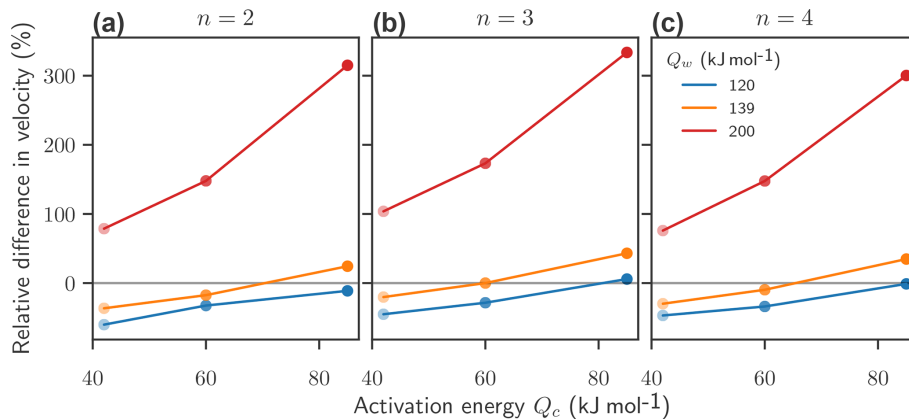 (a) n = 2
(b) n = 3
(c) n = 4
Relative difference in velocity (%)
300
200
100
0
Q_w (kJ mol-1)
120
139
200
40 60 80
40 60 80
40 60 80
Activation energy Q_c (kJ mol-1)